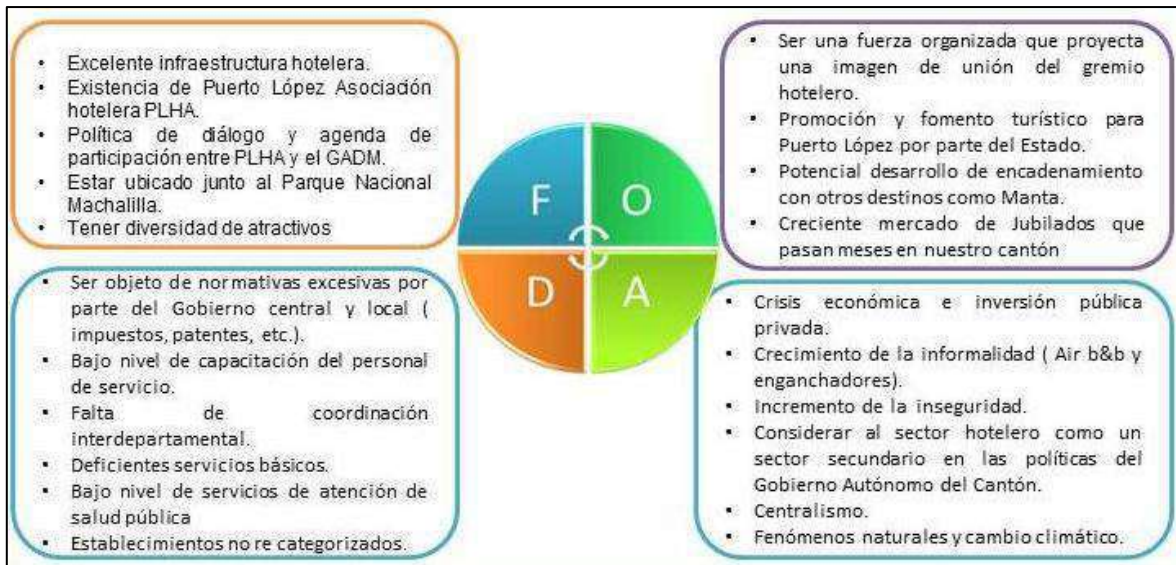 • Excelente infraestructura hotelera.
• Existencia de Puerto López Asociación
hotelera PLHA.
• Política de diálogo y agenda de
participación entre PLHA y el GADM.
• Estar ubicado junto al Parque Nacional
Machalilla.
• Tener diversidad de atractivos
• Ser una fuerza organizada que proyecta
una imagen de unión del gremio
hotelero.
• Promoción y fomento turístico para
Puerto López por parte del Estado.
• Potencial desarrollo de encadenamiento
con otros destinos como Manta.
• Creciente mercado de Jubilados que
pasan meses en nuestro cantón
F O
D A
• Ser objeto de normativas excesivas por
parte del Gobierno central y local (
impuestos, patentes, etc.).
• Bajo nivel de capacitación del personal
de servicio.
• Falta de coordinación
interdepartamental.
• Deficientes servicios básicos.
• Bajo nivel de servicios de atención de
salud pública
• Establecimientos no re categorizados.
• Crisis económica e inversión pública
privada.
• Crecimiento de la informalidad ( Air b&b y
enganchadores).
• Incremento de la inseguridad.
• Considerar al sector hotelero como un
sector secundario en las políticas del
Gobierno Autónomo del Cantón.
• Centralismo.
• Fenómenos naturales y cambio climático.